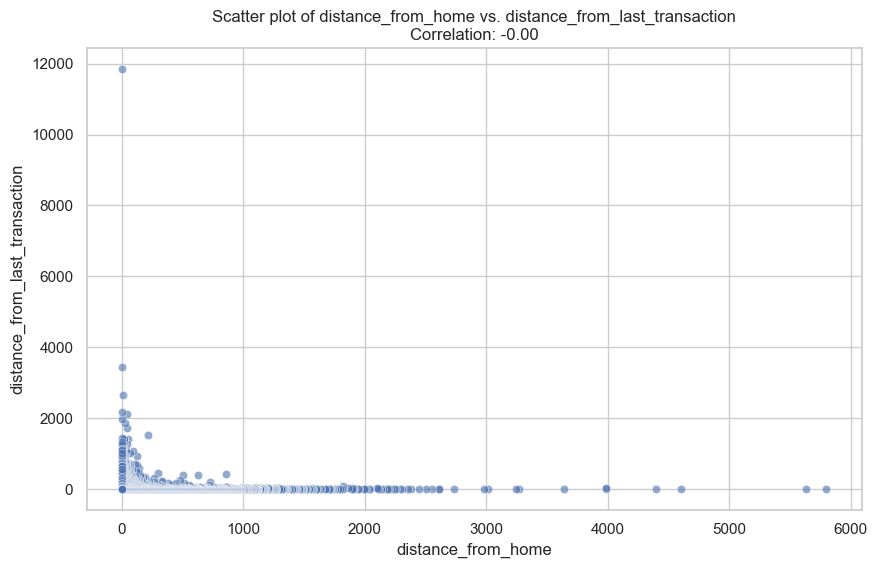 Scatter plot of distance_from_home vs. distance_from_last_transaction
Correlation: -0.00
12000
10000
8000
6000
4000
2000
0
distance_from_last_transaction
0 1000 2000 3000 4000 5000 6000
distance_from_home